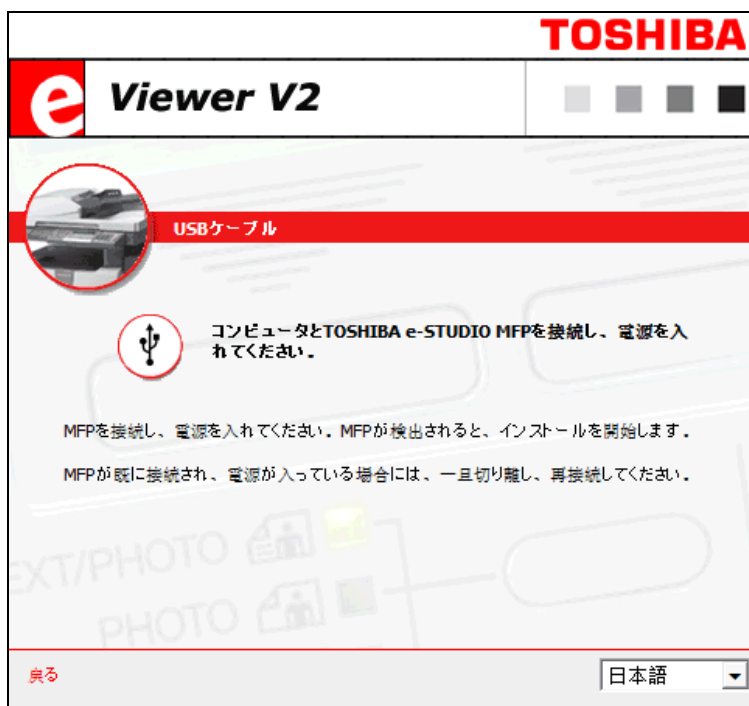 TOSHIBA
e Viewer V2
USBケーブル
コンピュータとTOSHIBA e-STUDIO MFPを接続し、電源を入
れてください.
MFPを接続し、電源を入れてください. MFPが検出されると、インストールを開始します.
MFPが既に接続され、電源が入っている場合には、一旦切り離し、再接続してください.
EXT/PHOTO
PHOTO
戻る
日本語